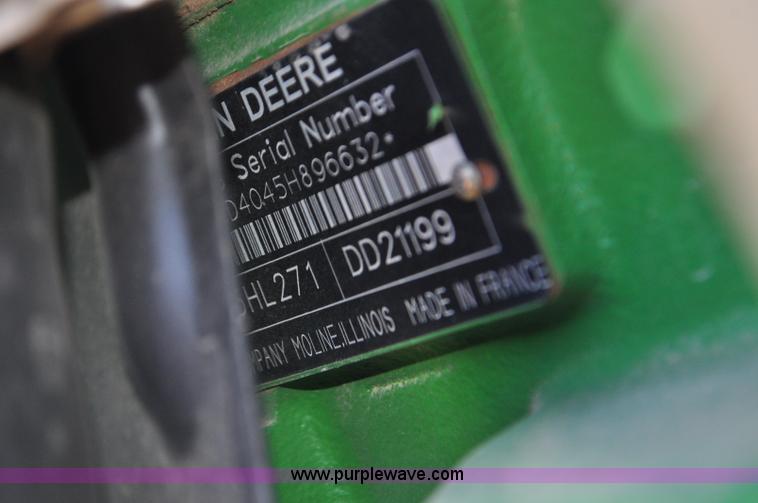 N DEERE
Serial Number
D4045H896632*
HL271
DD21199
MPANY MOLINE, ILLINOIS MADE IN FRANCE
www.purplewave.com